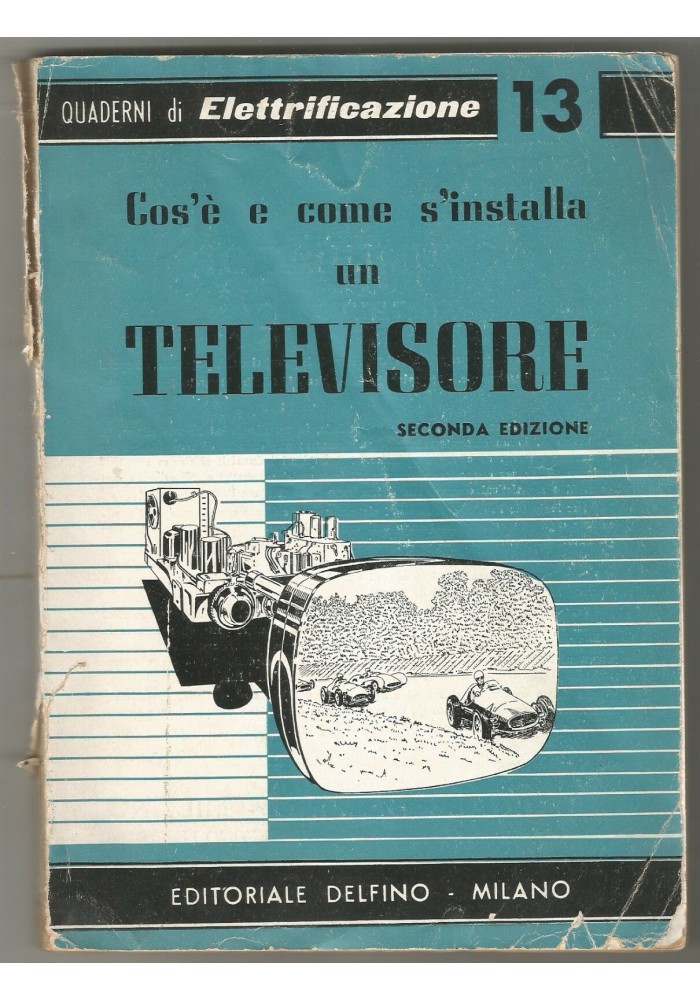 QUADERNI di Elettrificazione 13
Cos'è e come s'installa
un
TELEVISORE
SECONDA EDIZIONE
EDITORIALE DELFINO - MILANO